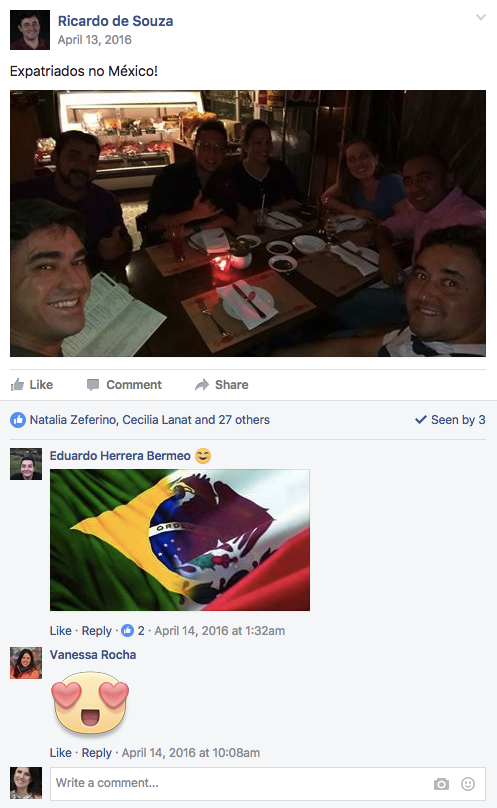 Ricardo de Souza
April 13, 2016
Expatriados no México!
Like Comment Share
Natalia Zeferino, Cecilia Lanat and 27 others Seen by 3
Eduardo Herrera Bermeo
ORDEM
Like · Reply · 2 · April 14, 2016 at 1:32am
Vanessa Rocha
Like · Reply · April 14, 2016 at 10:08am
Write a comment...